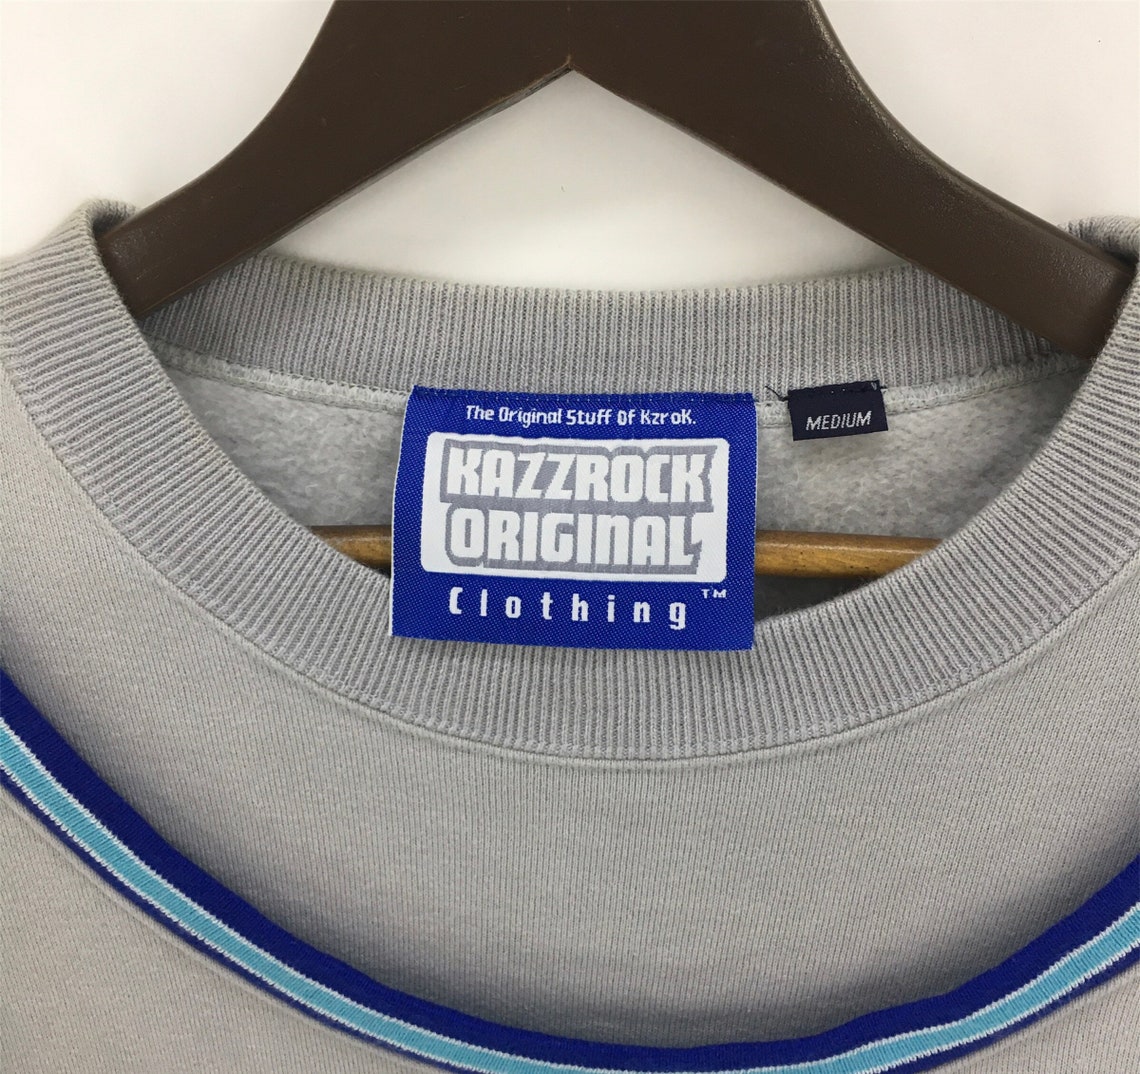 The Original Stuff Of Kzrok.
KAZZROCK
ORIGINAL
Clothing™
MEDIUM